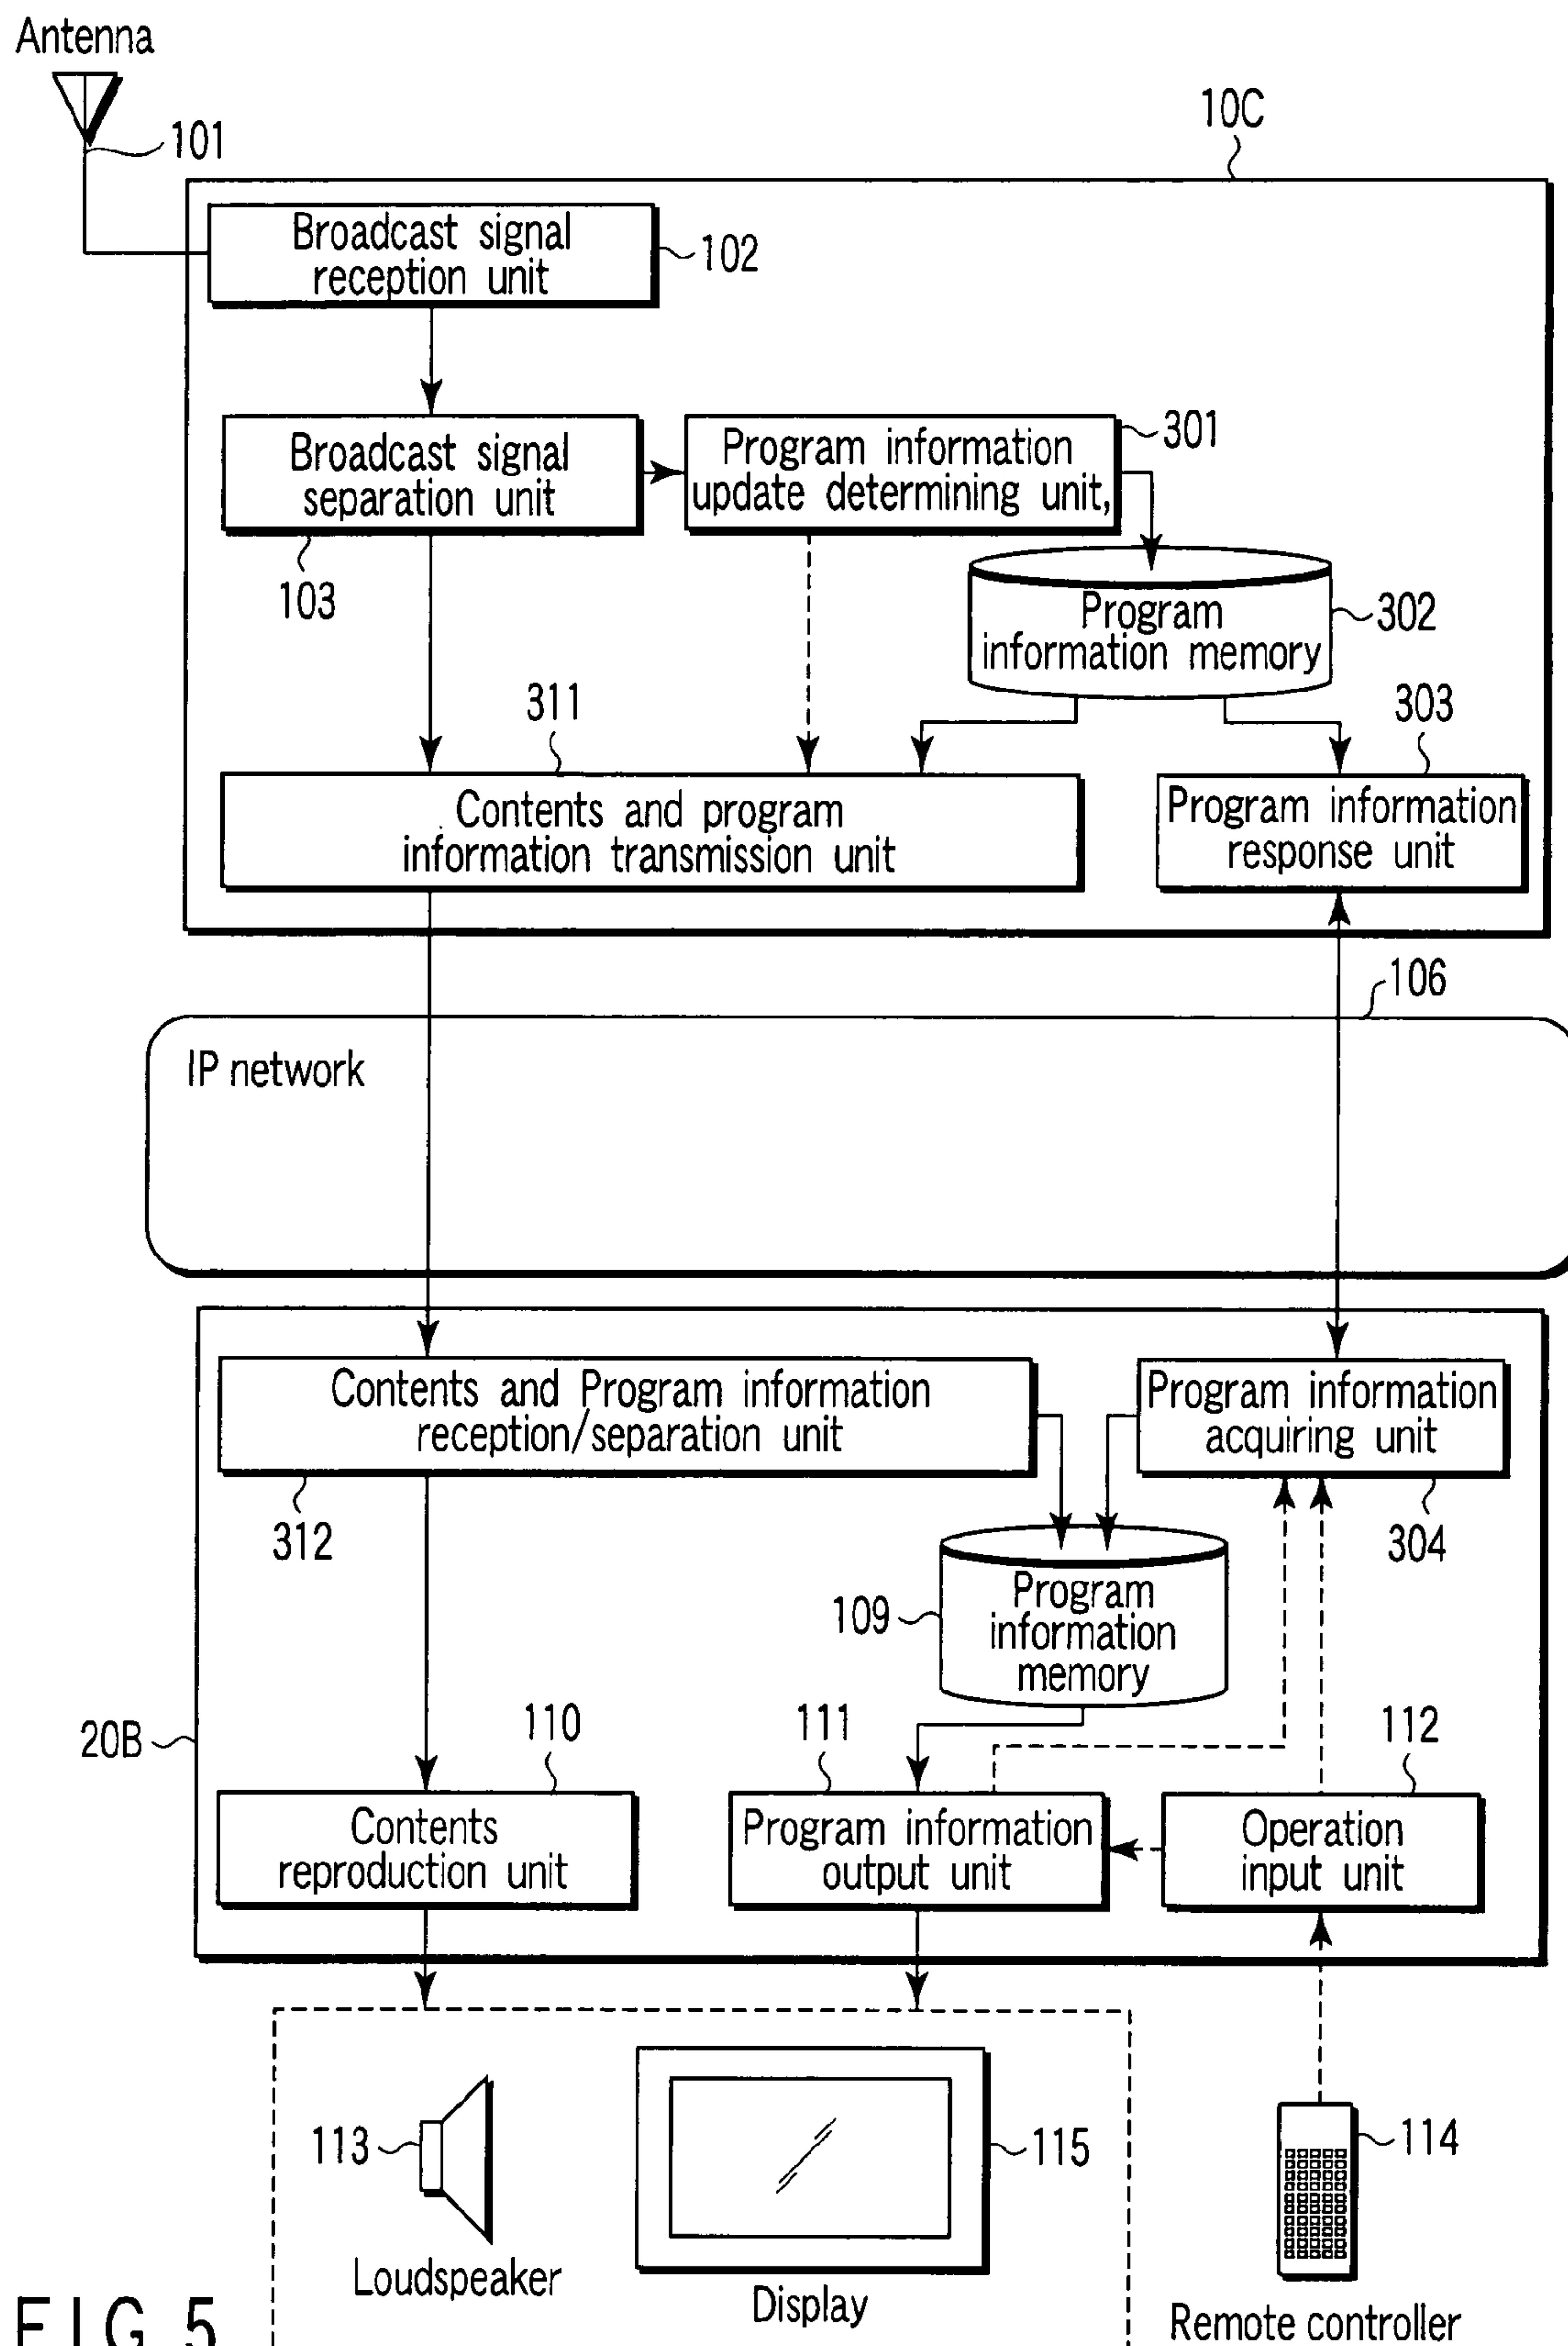 Antenna
101
10C
Broadcast signal
reception unit
102
Broadcast signal
separation unit
103
Program information
update determining unit,
301
Program
information memory
302
311
303
Contents and program
information transmission unit
Program information
response unit
106
IP network
Contents and Program information
reception/separation unit
312
Program information
acquiring unit
304
109
Program
information
memory
20B
110
111
112
Contents
reproduction unit
Program information
output unit
Operation
input unit
113
115
114
Loudspeaker
Display
Remote controller
FIG. 5